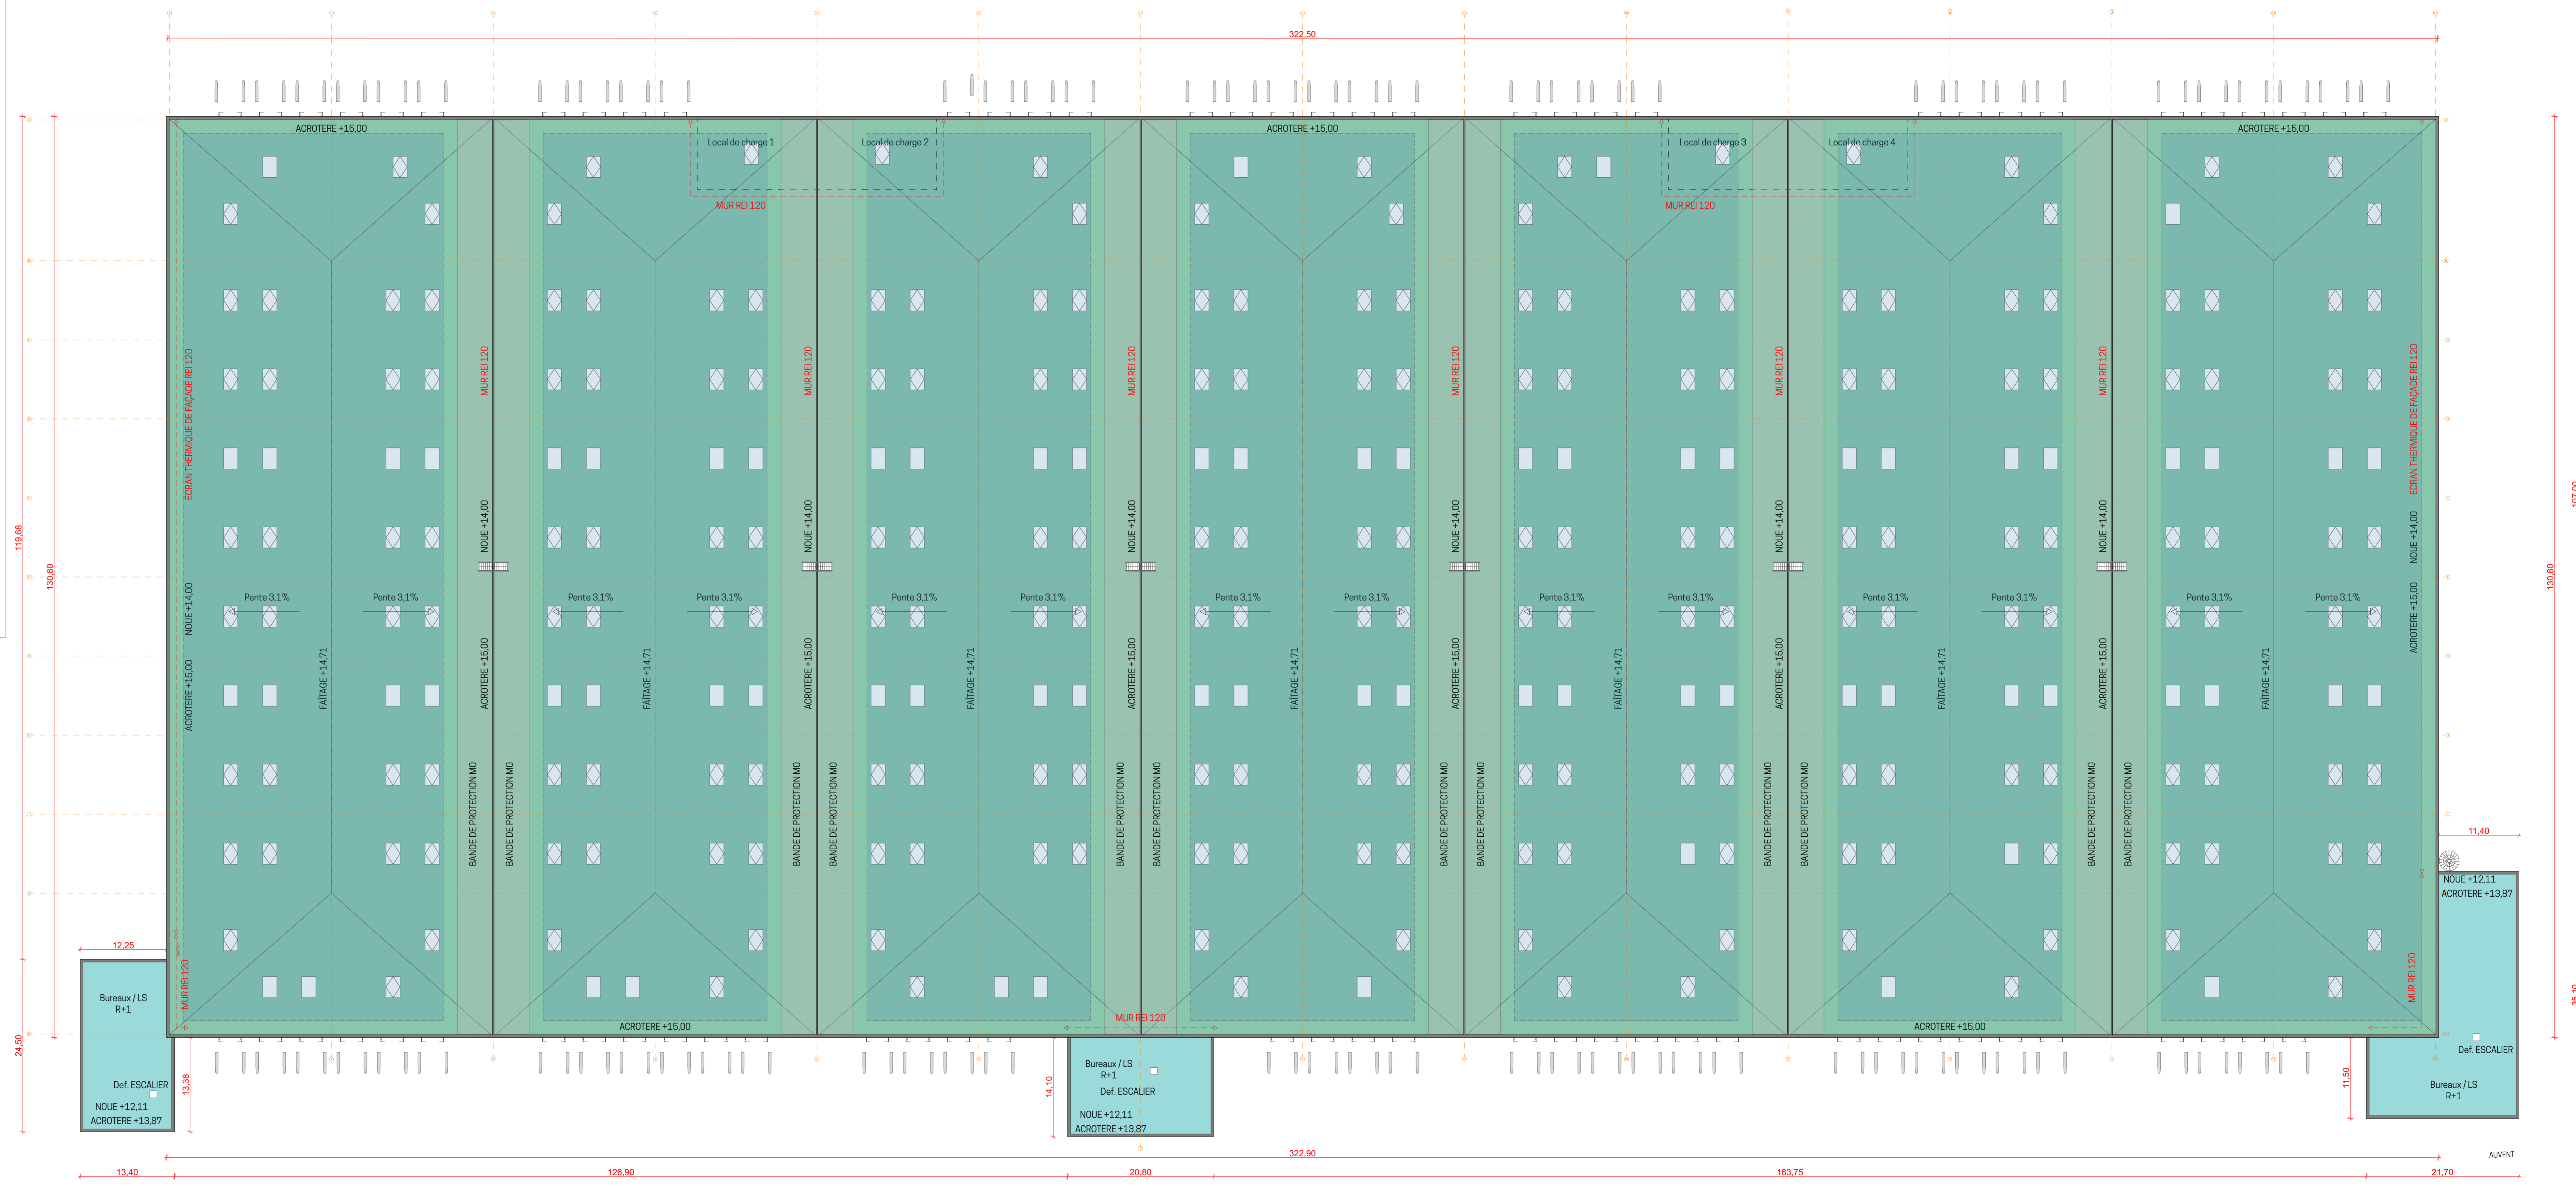 322,50
ACROTERE +15,00
ACROTERE +15,00
ACROTERE +15,00
Local de charge 1
Local de charge 2
Local de charge 3
Local de charge 4
MUR REI 120
MUR REI 120
ÉCRAN THERMIQUE DE FAÇADE REI 120
MUR REI 120
MUR REI 120
MUR REI 120
MUR REI 120
MUR REI 120
MUR REI 120
ÉCRAN THERMIQUE DE FAÇADE REI 120
119,68
130,80
NOUE +14,00
NOUE +14,00
NOUE +14,00
NOUE +14,00
NOUE +14,00
NOUE +14,00
NOUE +14,00
NOUE +14,00
107,00
130,80
Pente 3,1%
Pente 3,1%
Pente 3,1%
Pente 3,1%
Pente 3,1%
Pente 3,1%
Pente 3,1%
Pente 3,1%
Pente 3,1%
Pente 3,1%
Pente 3,1%
Pente 3,1%
Pente 3,1%
Pente 3,1%
ACROTERE +15,00
FAÎTAGE +14,71
ACROTERE +15,00
FAÎTAGE +14,71
ACROTERE +15,00
FAÎTAGE +14,71
ACROTERE +15,00
FAÎTAGE +14,71
ACROTERE +15,00
FAÎTAGE +14,71
ACROTERE +15,00
FAÎTAGE +14,71
ACROTERE +15,00
FAÎTAGE +14,71
ACROTERE +15,00
BANDE DE PROTECTION M0
BANDE DE PROTECTION M0
BANDE DE PROTECTION M0
BANDE DE PROTECTION M0
BANDE DE PROTECTION M0
BANDE DE PROTECTION M0
BANDE DE PROTECTION M0
BANDE DE PROTECTION M0
BANDE DE PROTECTION M0
BANDE DE PROTECTION M0
BANDE DE PROTECTION M0
BANDE DE PROTECTION M0
11,40
NOUE +12,11
ACROTERE +13,87
12,25
MUR REI 120
MUR REI 120
Bureaux / LS
R+1
24,50
35,10
ACROTERE +15,00
MUR REI 120
ACROTERE +15,00
Def. ESCALIER
NOUE +12,11
ACROTERE +13,87
13,38
14,10
Bureaux / LS
R+1
Def. ESCALIER
NOUE +12,11
ACROTERE +13,87
11,50
Def. ESCALIER
Bureaux / LS
R+1
322,90
AUVENT
13,40
126,90
20,80
163,75
21,70